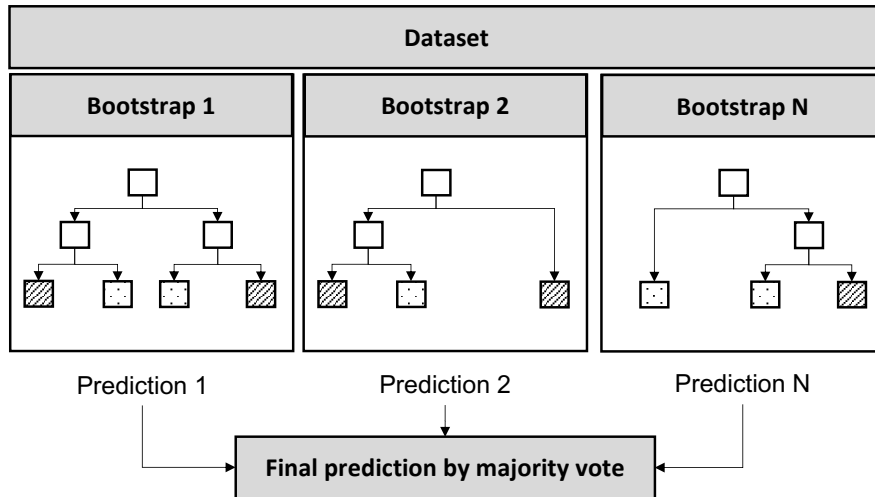 Dataset
Bootstrap 1
Bootstrap 2
Bootstrap N
Prediction 1
Prediction 2
Prediction N
Final prediction by majority vote